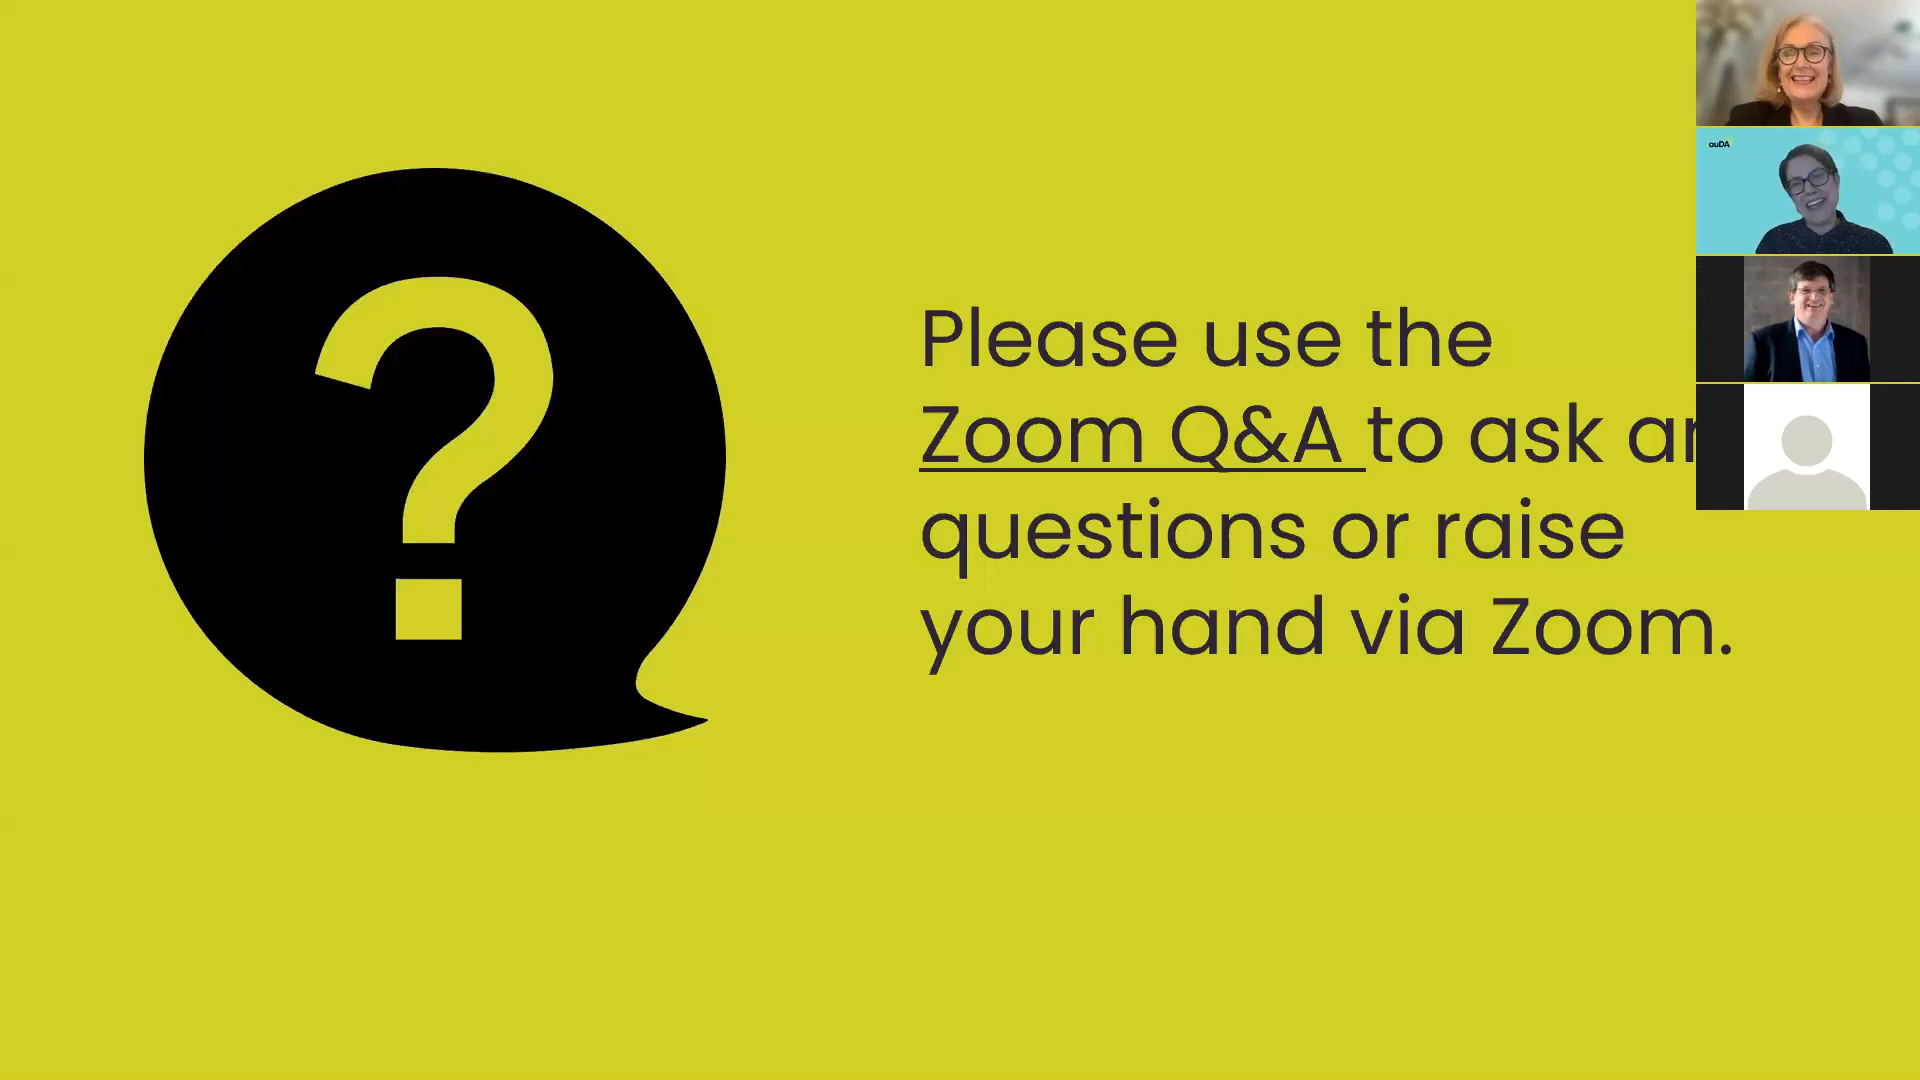 Please use the
Zoom Q&A to ask
questions or raise
your hand via Zoom.
auDA
?